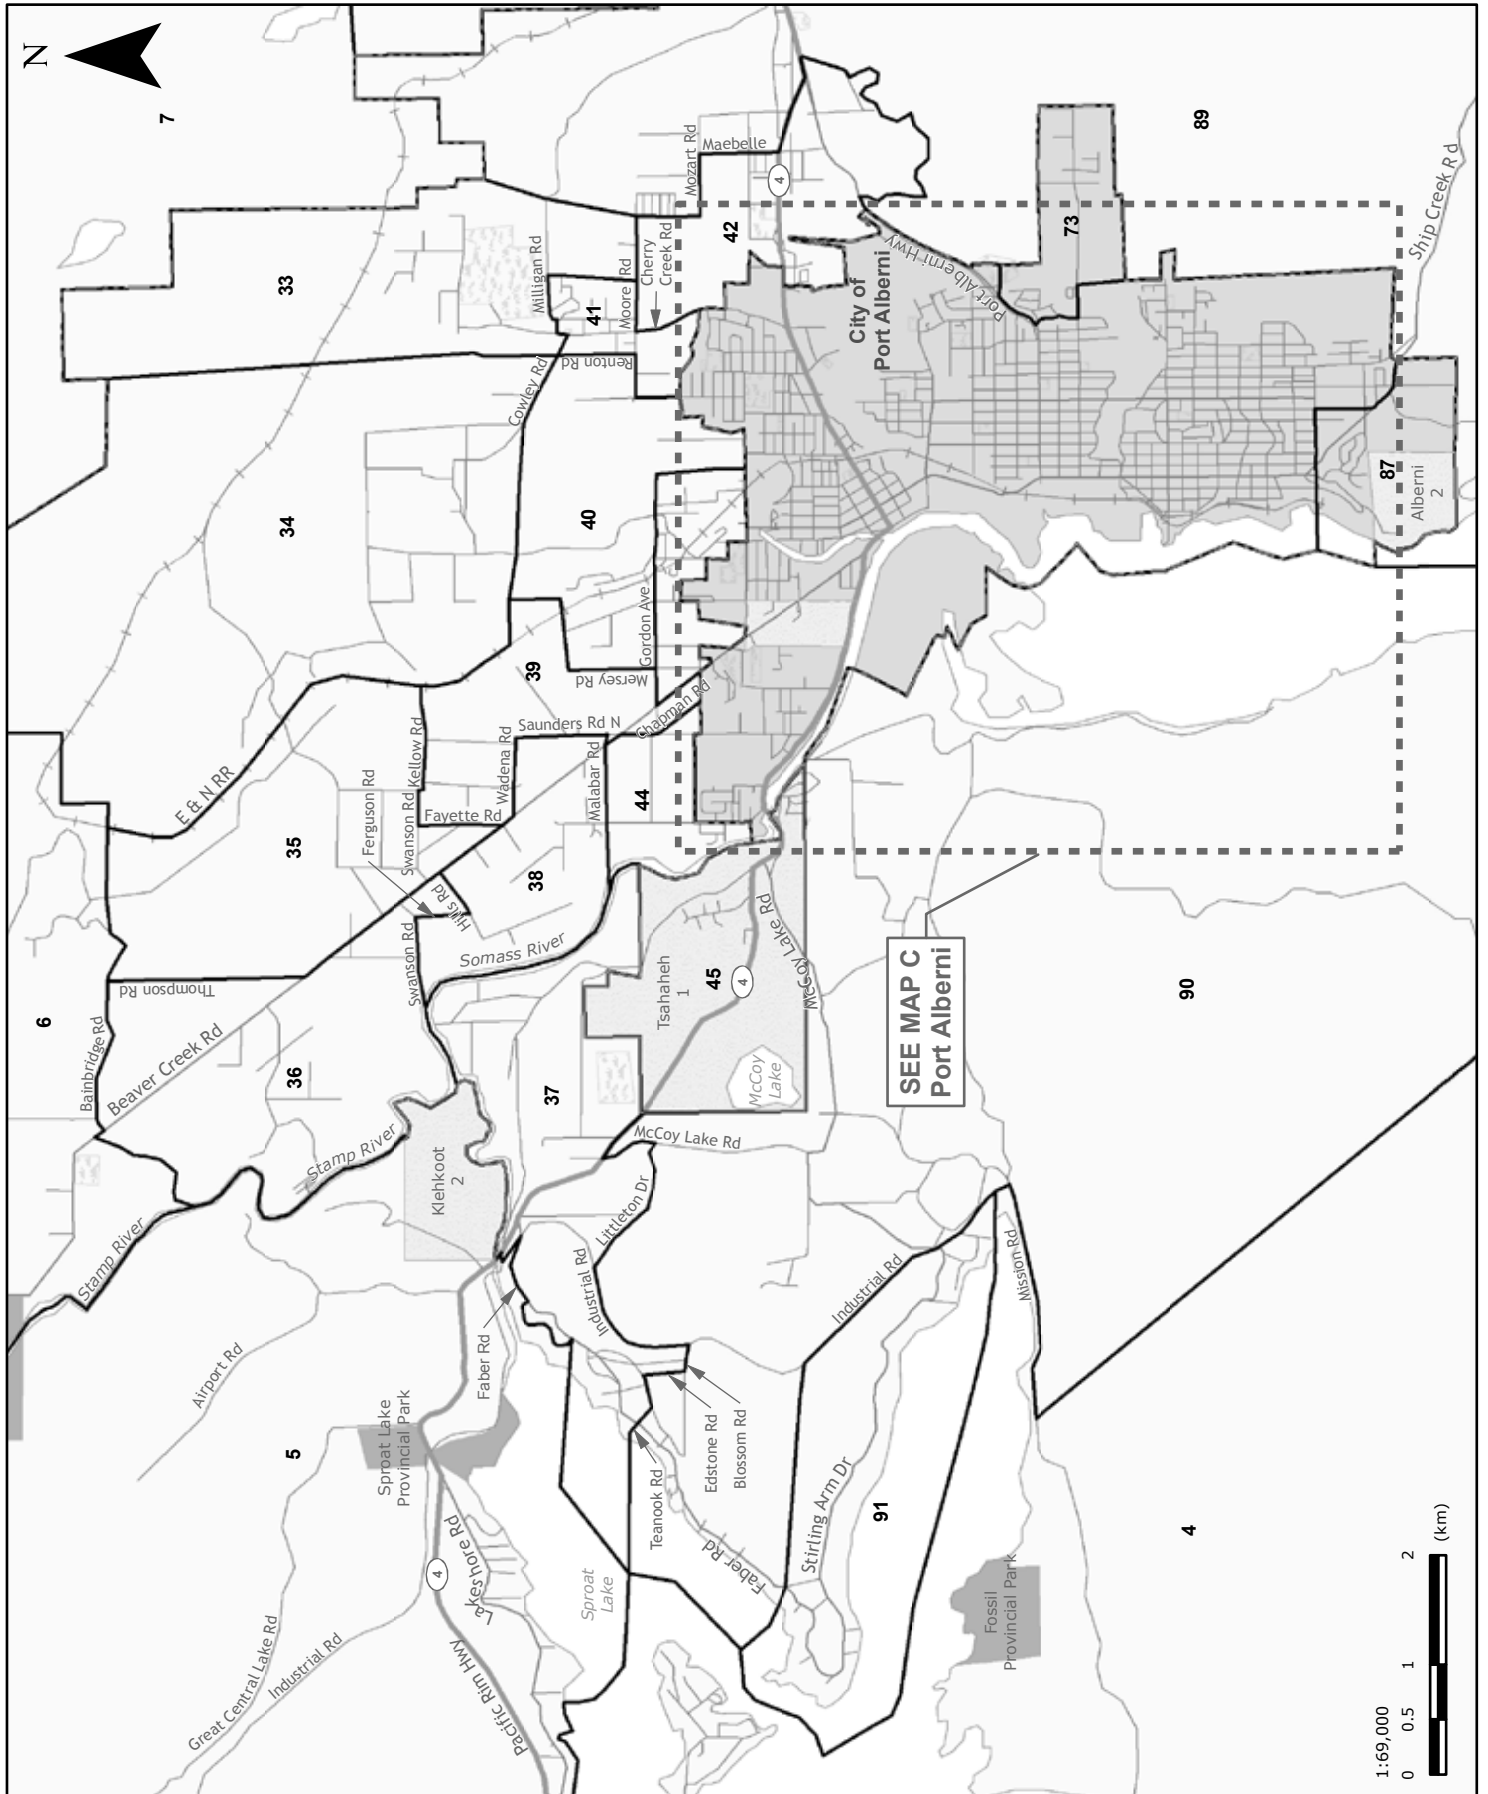 N
7
33
34
35
6
36
5
Milligan Rd
41
Moore Rd
Cherry
Creek Rd
Mozart Rd
Maebelle
4
42
Renton Rd
Cowley Rd
40
39
Gordon Ave
Mersey Rd
Chapman Rd
Saunders Rd N
Kellow Rd
Wadena Rd
Malabar Rd
Swanson Rd
Fayette Rd
Ferguson Rd
E & N RR
44
38
Hills Rd
Swanson Rd
Somass River
Thompson Rd
Bainbridge Rd
Beaver Creek Rd
Stamp River
Stamp River
Klehkoot
2
37
Tsahaheh
1
45
4
McCoy Lake Rd
McCoy
Lake
McCoy Lake Rd
Littleton Dr
Industrial Rd
Faber Rd
Airport Rd
Sproat Lake
Provincial Park
Great Central Lake Rd
Industrial Rd
4
Lakeshore Rd
Pacific Rim Hwy
Sproat
Lake
Teanook Rd
Edstone Rd
Blossom Rd
Faber Rd
Stirling Arm Dr
91
Industrial Rd
Mission Rd
Fossil
Provincial Park
4
90
SEE MAP C
Port Alberni
City of
Port Alberni
Port Alberni Hwy
73
89
Ship Creek Rd
87
Alberni
2
1:69,000
0
0.5
1
2
(km)